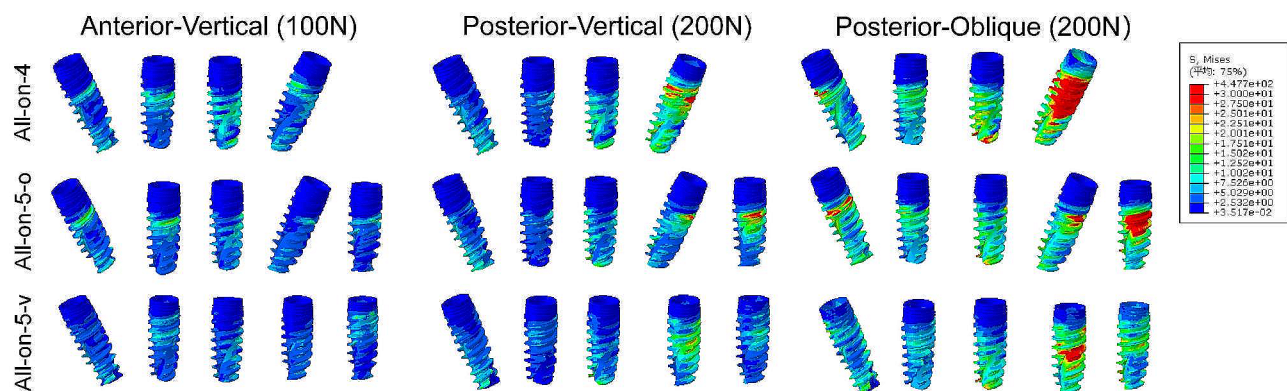 Anterior-Vertical (100N)
Posterior-Vertical (200N)
Posterior-Oblique (200N)
All-on-4
All-on-5-o
All-on-5-v
S, Mises
(平均: 75%)
+4.477e+02
+3.000e+01
+2.750e+01
+2.501e+01
+2.251e+01
+2.001e+01
+1.751e+01
+1.502e+01
+1.252e+01
+1.002e+01
+7.526e+00
+5.029e+00
+2.532e+00
+3.517e-02